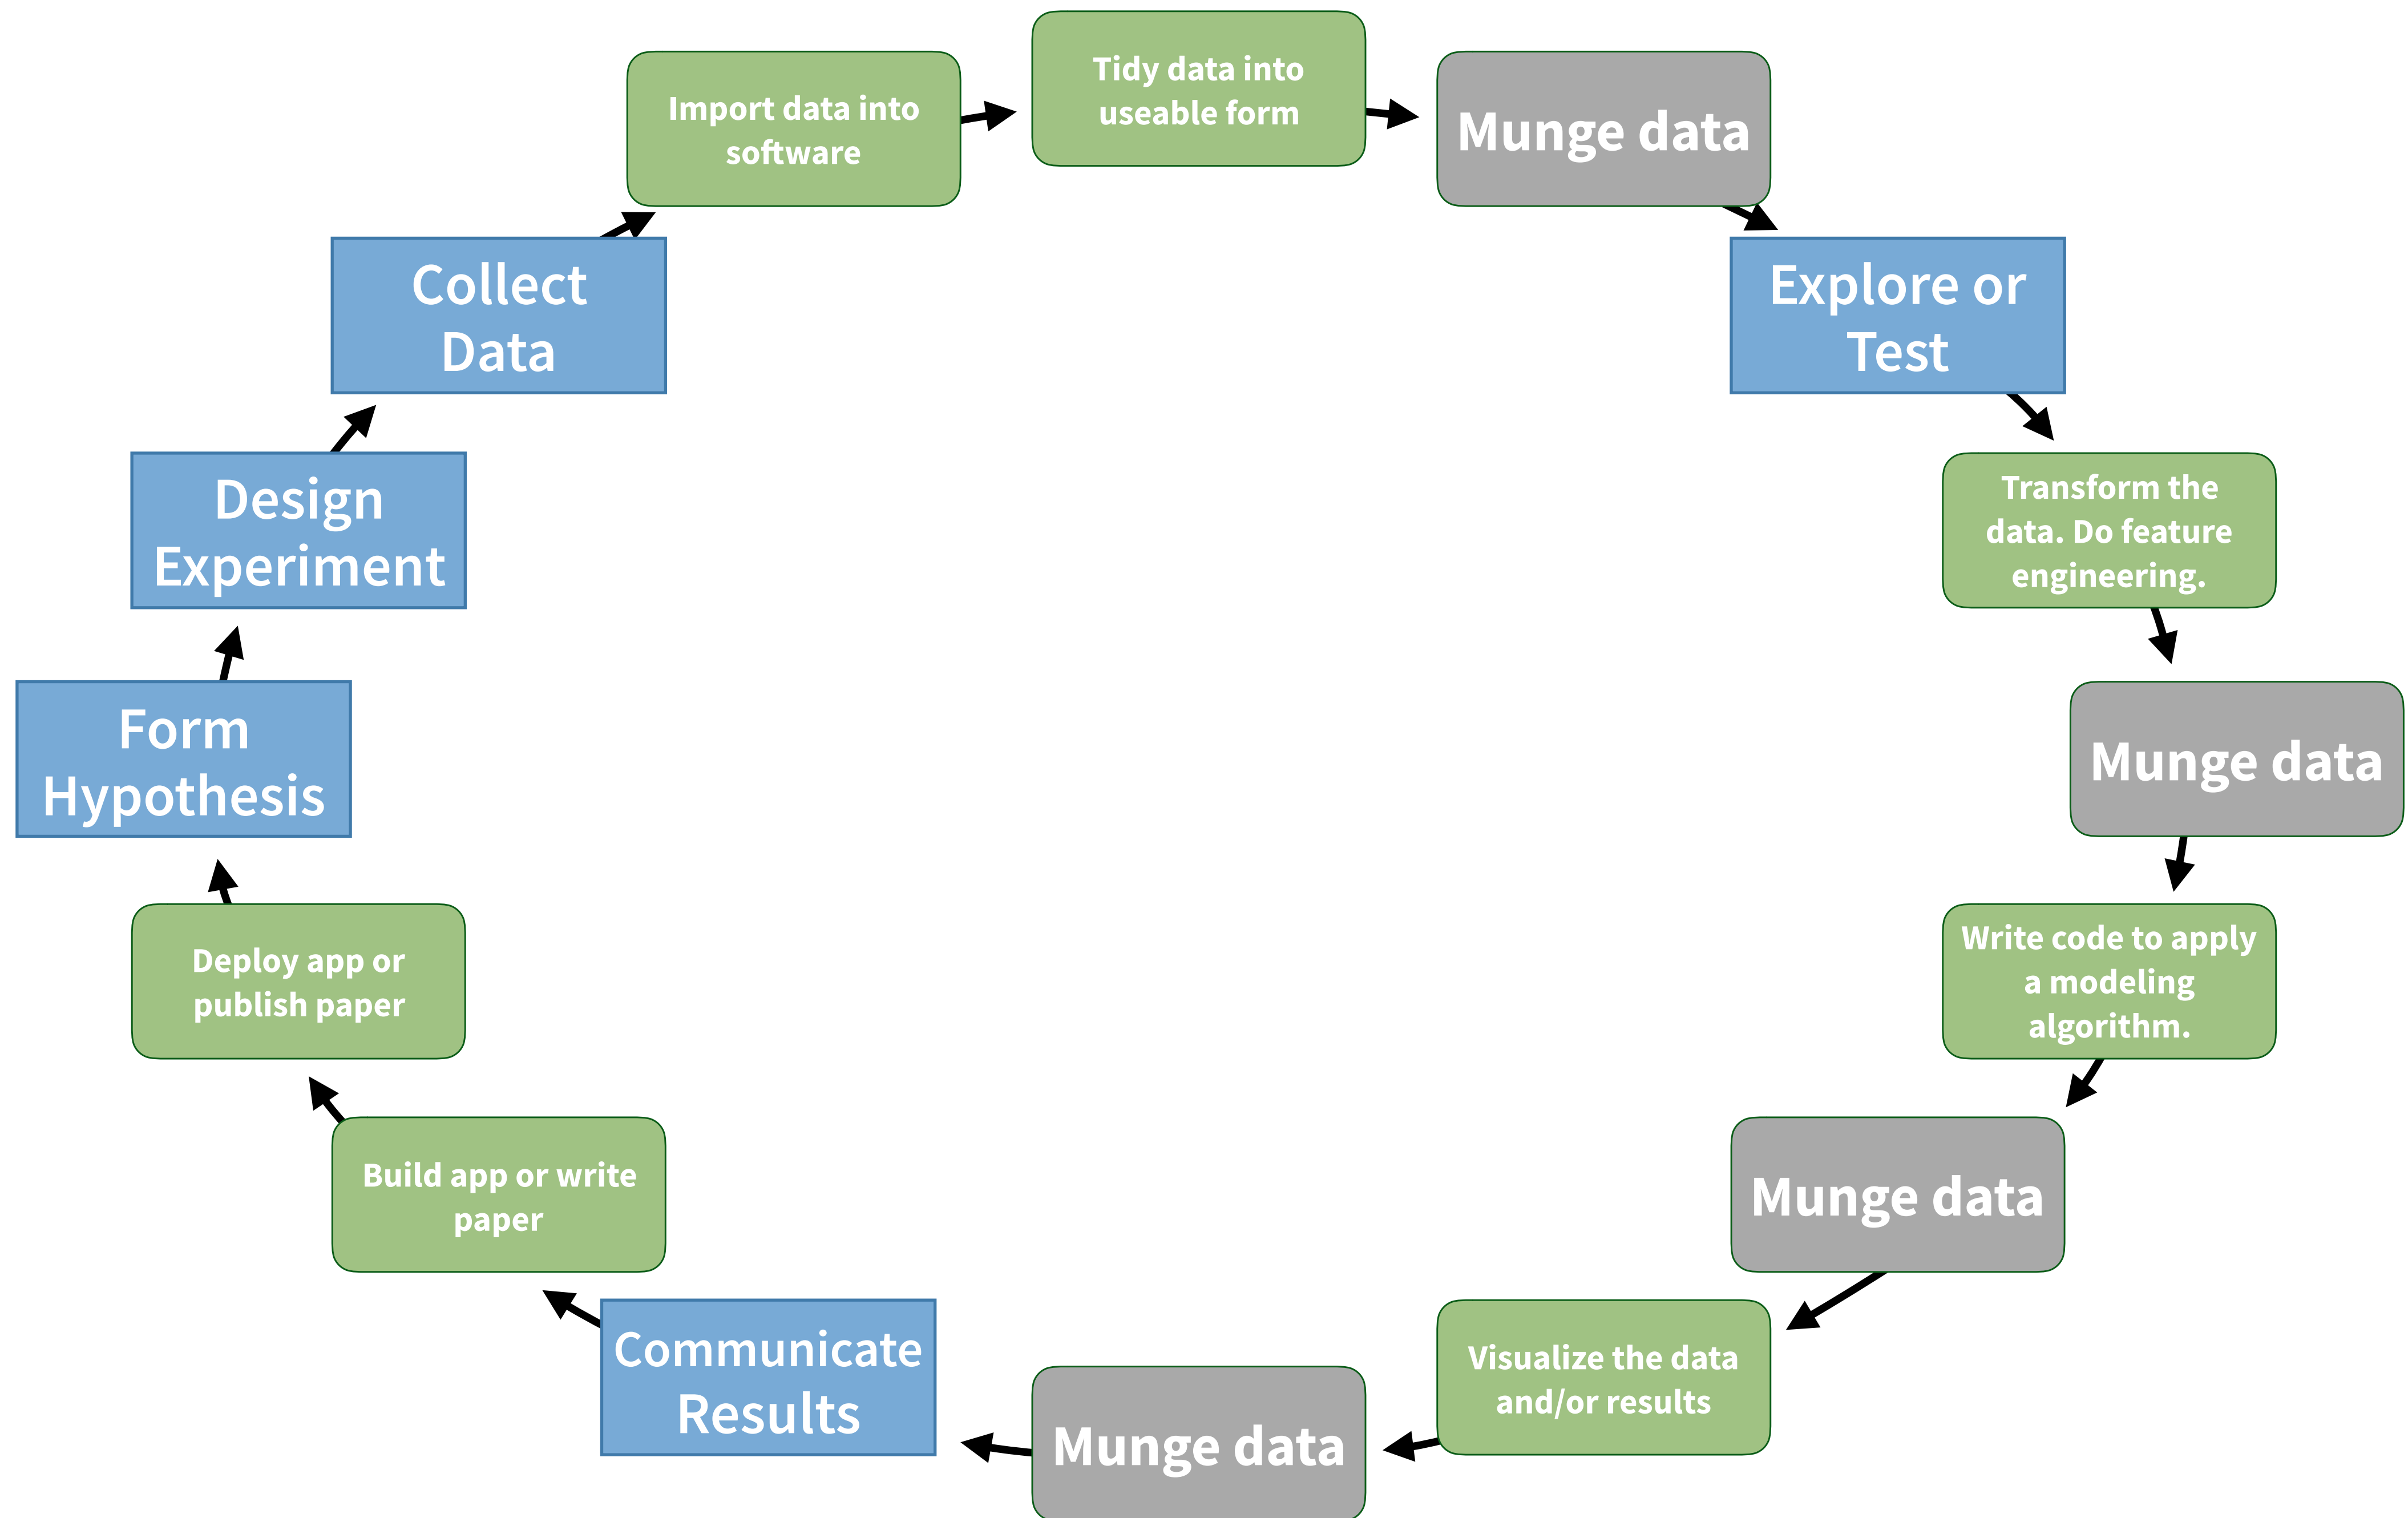 Import data into
software
Tidy data into
useable form
Munge data
Explore or
Test
Transform the
data. Do feature
engineering.
Munge data
Write code to apply
a modeling
algorithm.
Munge data
Visualize the data
and/or results
Munge data
Communicate
Results
Build app or write
paper
Deploy app or
publish paper
Form
Hypothesis
Design
Experiment
Collect
Data